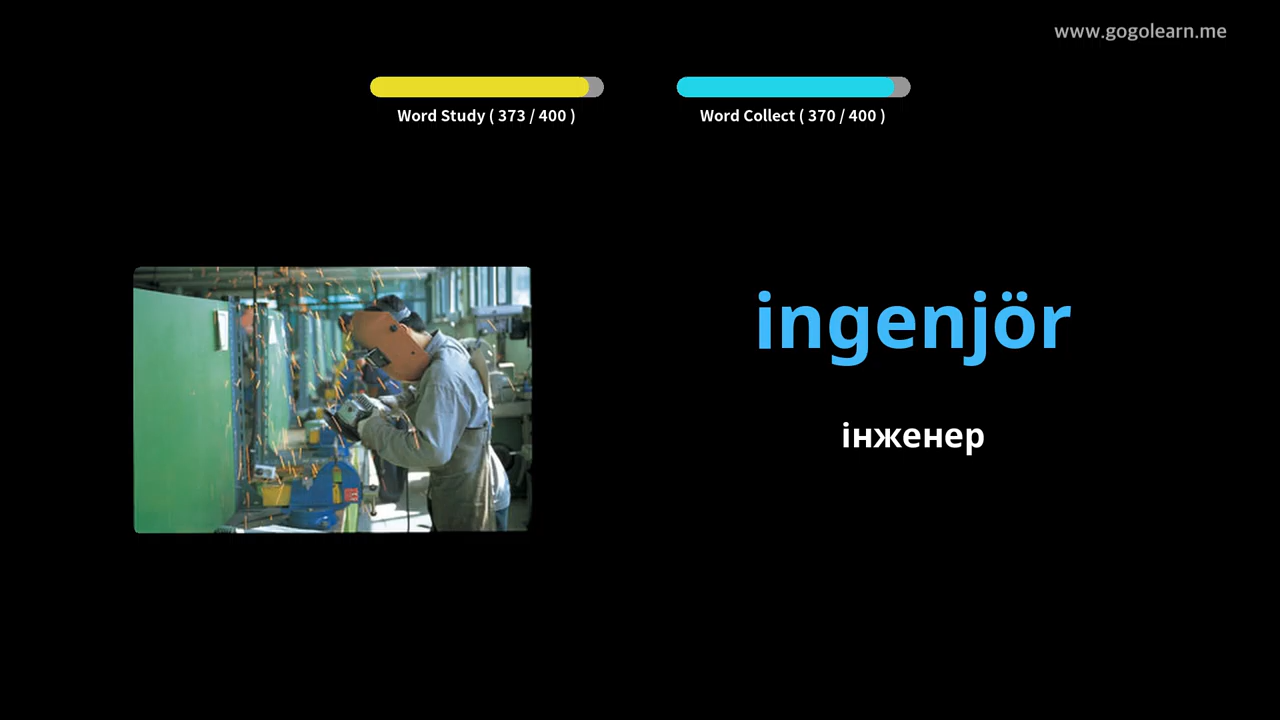 www.gogolearn.me
Word Study ( 373 / 400 )
Word Collect ( 370 / 400 )
ingenjör
інженер